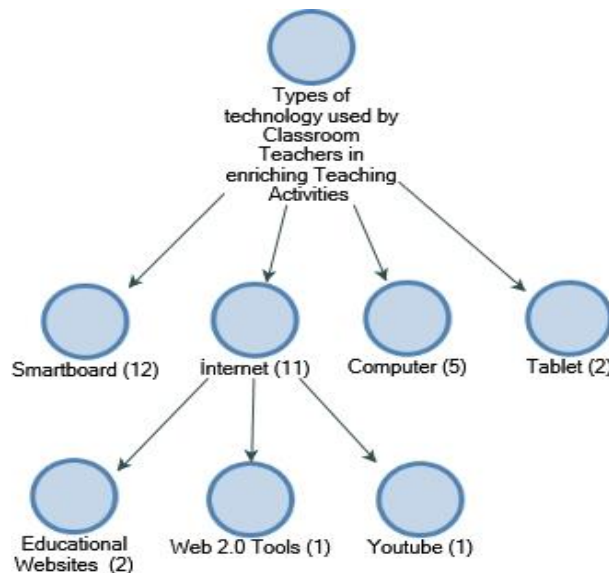 Types of
technology used by
Classroom
Teachers in
enriching Teaching
Activities
Smartboard (12)
internet (11)
Computer (5)
Tablet (2)
Educational
Websites (2)
Web 2.0 Tools (1)
Youtube (1)